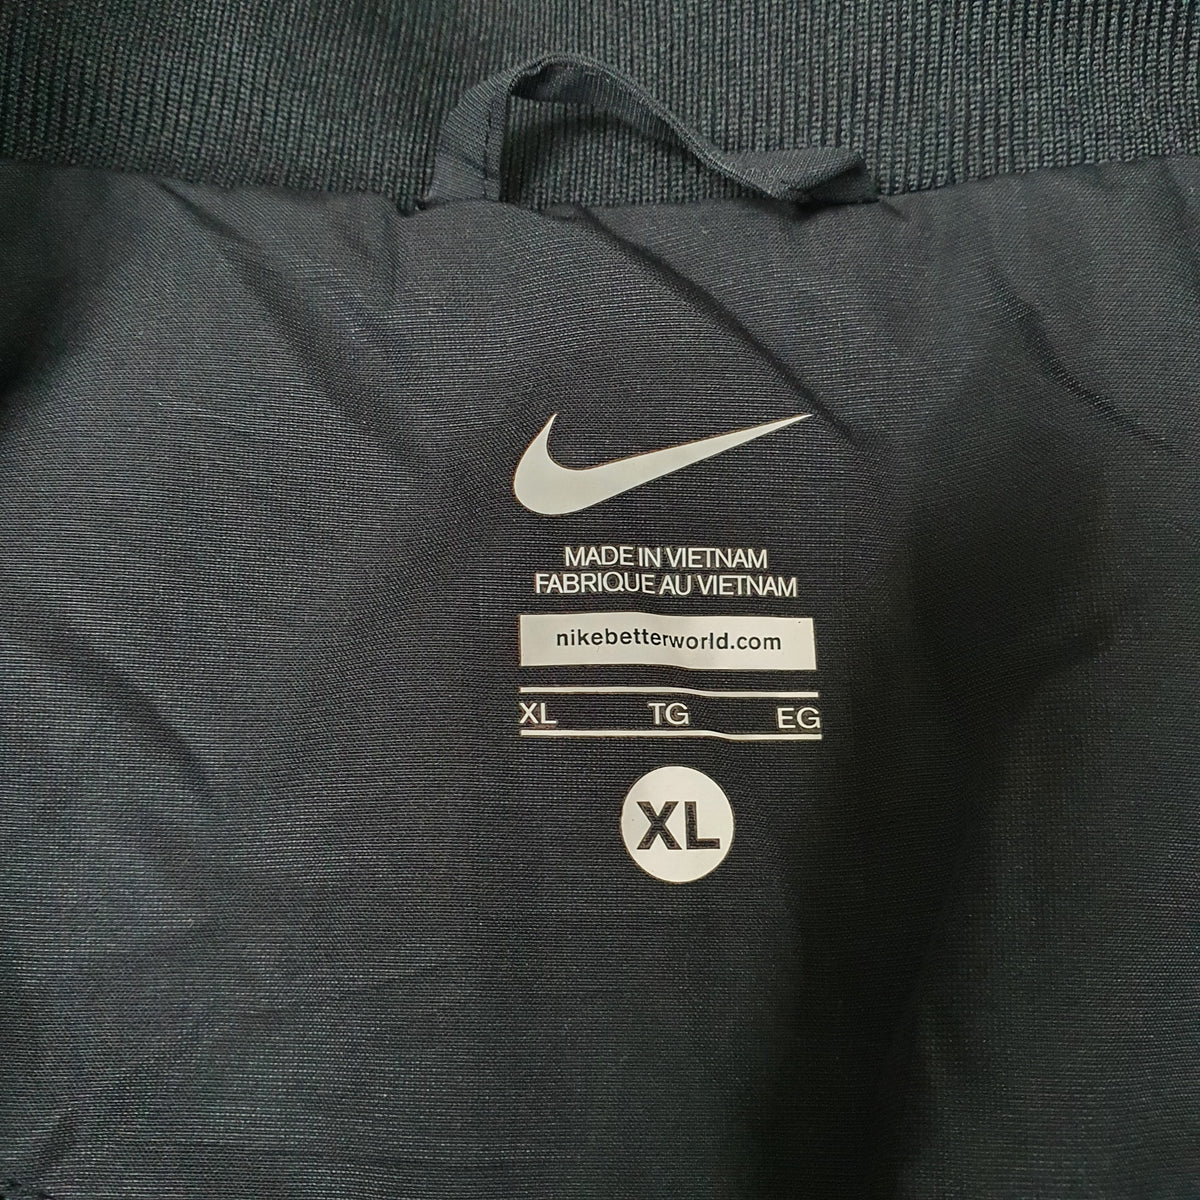 MADE IN VIETNAM
FABRIQUE AU VIETNAM
nikebetterworld.com
XL TG EG
XL